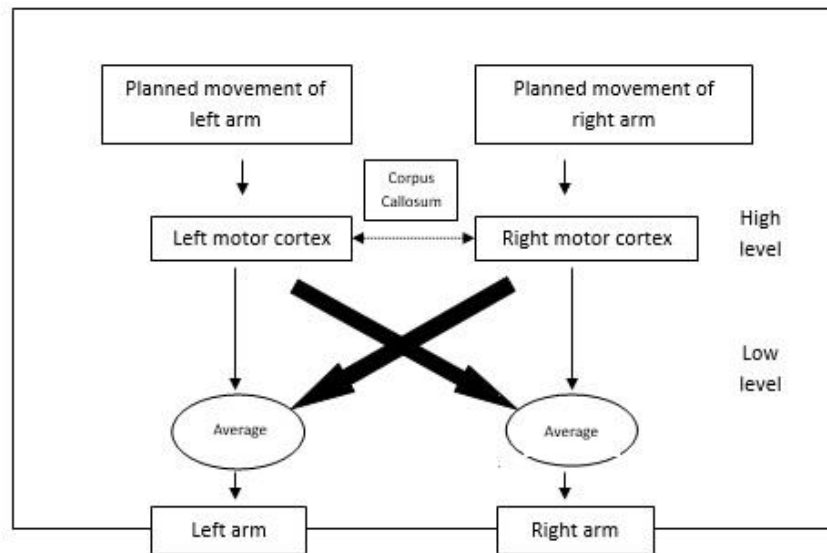 Planned movement of
left arm
Planned movement of
right arm
Corpus
Callosum
Left motor cortex
Right motor cortex
High
level
Low
level
Average
Average
Left arm
Right arm